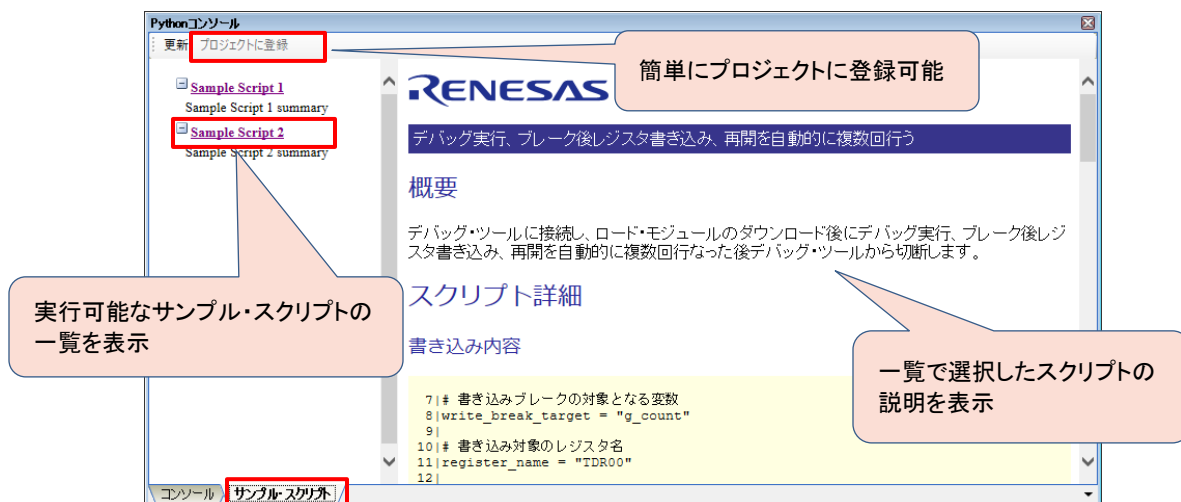 Pythonコンソール
更新 プロジェクトに登録
簡単にプロジェクトに登録可能
Sample Script 1
Sample Script 1 summary
Sample Script 2
Sample Script 2 summary
RENESAS
デバッグ実行、ブレーク後レジスタ書き込み、再開を自動的に複数回行う
概要
デバッグ・ツールに接続し、ロード・モジュールのダウンロード後にデバッグ実行、ブレーク後レジ
スタ書き込み、再開を自動的に複数回行なった後デバッグ・ツールから切断します。
スクリプト詳細
書き込み内容
実行可能なサンプル・スクリプトの
一覧を表示
一覧で選択したスクリプトの
説明を表示
7|# 書き込みブレークの対象となる変数
8|write_break_target = "g_count"
9|
10|# 書き込み対象のレジスタ名
11|register_name = "TDR00"
12|
コンソール サンプル・スクリプト